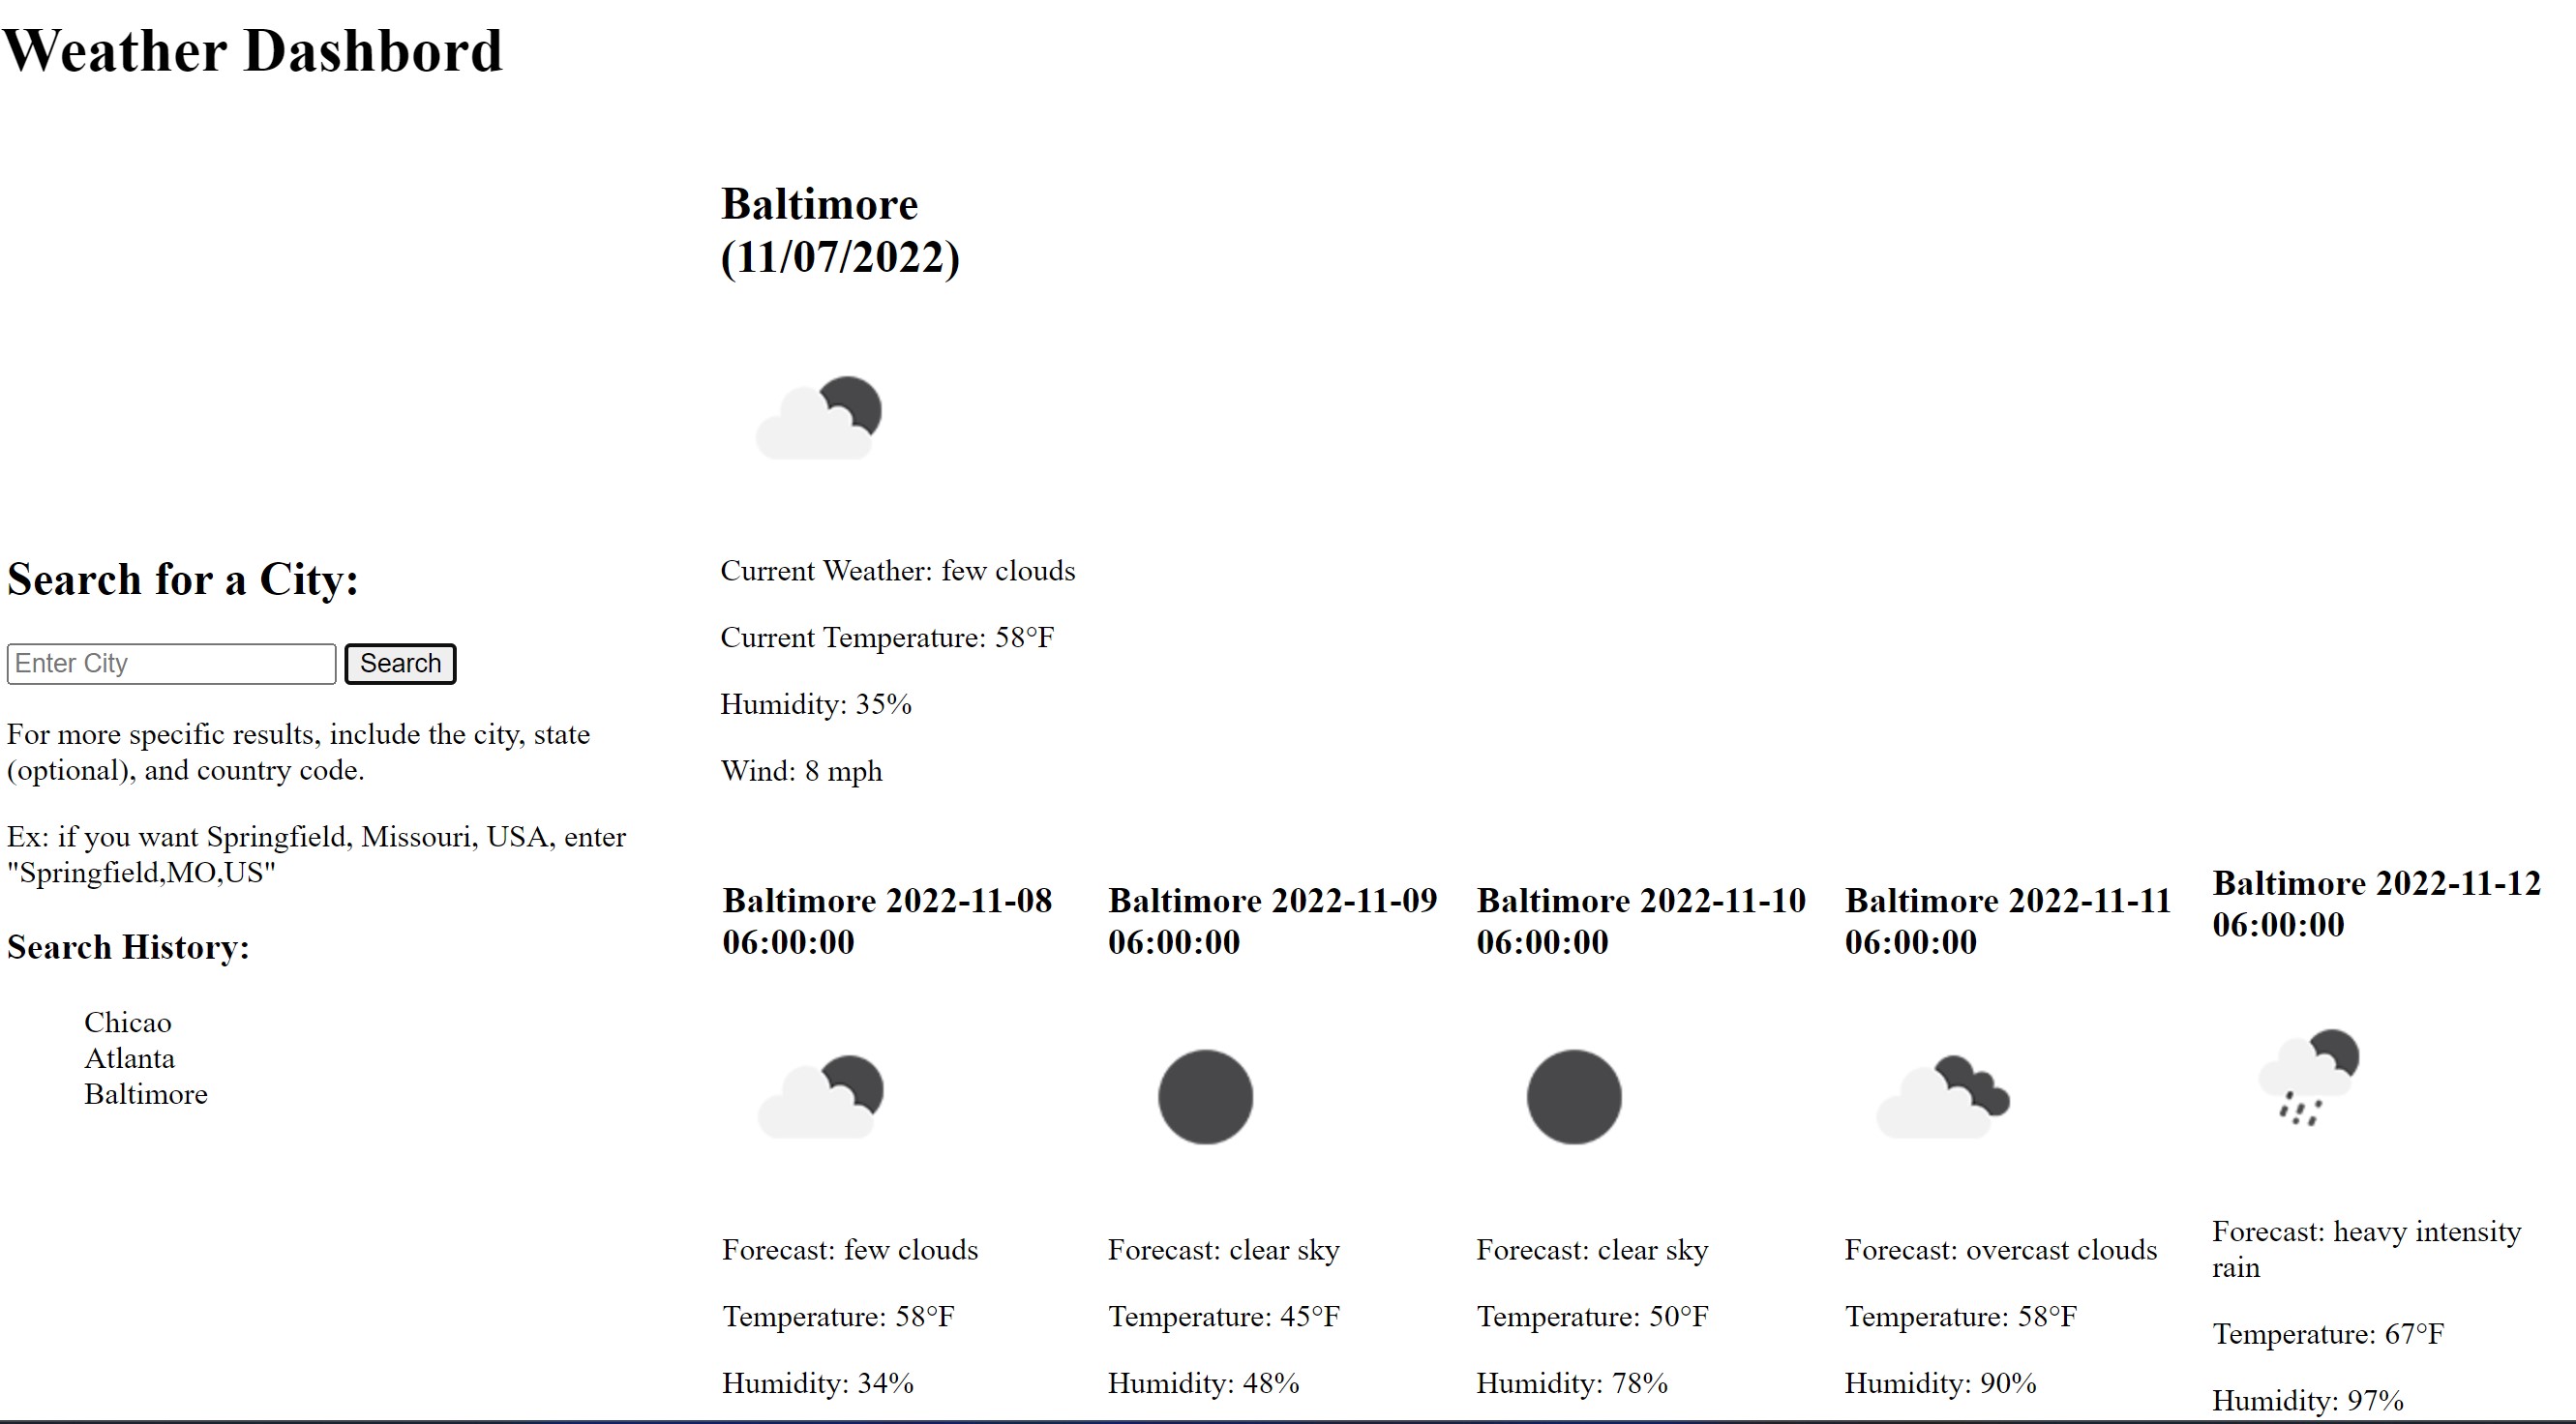 Weather Dashbord
Search for a City:
Enter City
Search
For more specific results, include the city, state
(optional), and country code.
Ex: if you want Springfield, Missouri, USA, enter
"Springfield,MO,US"
Search History:
Chicao
Atlanta
Baltimore
Baltimore
(11/07/2022)
Current Weather: few clouds
Current Temperature: 58°F
Humidity: 35%
Wind: 8 mph
Baltimore 2022-11-08
06:00:00
Forecast: few clouds
Temperature: 58°F
Humidity: 34%
Baltimore 2022-11-09
06:00:00
Forecast: clear sky
Temperature: 45°F
Humidity: 48%
Baltimore 2022-11-10
06:00:00
Forecast: clear sky
Temperature: 50°F
Humidity: 78%
Baltimore 2022-11-11
06:00:00
Forecast: overcast clouds
Temperature: 58°F
Humidity: 90%
Baltimore 2022-11-12
06:00:00
Forecast: heavy intensity
rain
Temperature: 67°F
Humidity: 97%